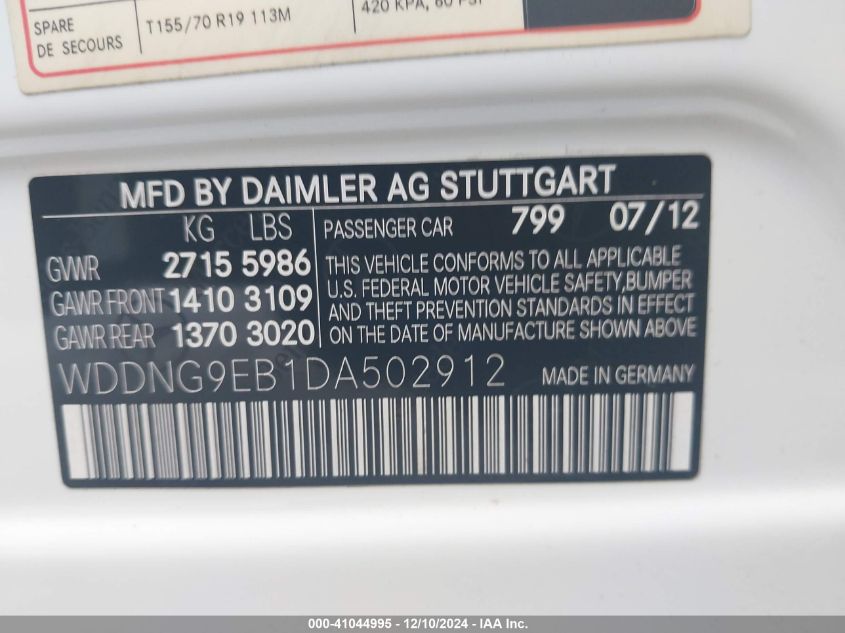 SPARE T155/70 R19 113M 420 KPA, 60 PSI
DE SECOURS
MFD BY DAIMLER AG STUTTGART
KG LBS PASSENGER CAR 799 07/12
GVWR 2715 5986 THIS VEHICLE CONFORMS TO ALL APPLICABLE
U.S. FEDERAL MOTOR VEHICLE SAFETY,BUMPER
GAWR FRONT 1410 3109 AND THEFT PREVENTION STANDARDS IN EFFECT
GAWR REAR 1370 3020 ON THE DATE OF MANUFACTURE SHOWN ABOVE
WDDNG9EB1DA502912 MADE IN GERMANY
000-41044995 - 12/10/2024 - IAA Inc.